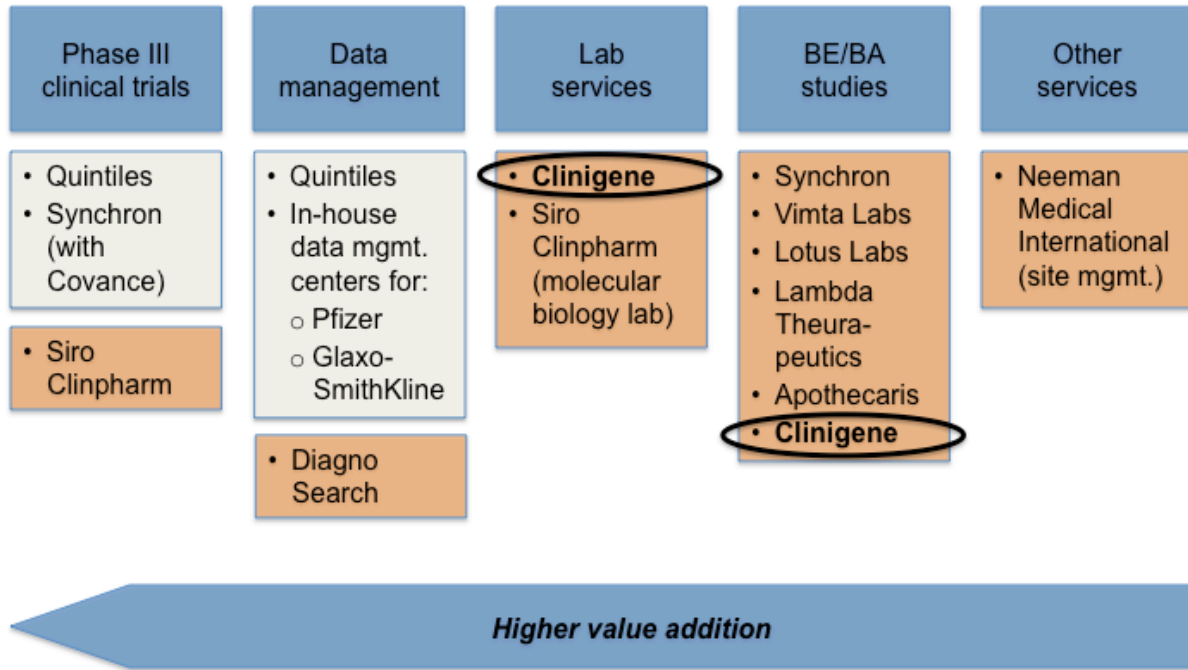 Phase III
clinical trials
Data
management
Lab
services
BE/BA
studies
Other
services
• Quintiles
• Synchron
(with
Covance)
• Siro
Clinpharm
• Quintiles
• In-house
data mgmt.
centers for:
o Pfizer
o Glaxo-
SmithKline
• Diagno
Search
• Clinigene
• Siro
Clinpharm
(molecular
biology lab)
• Synchron
• Vimta Labs
• Lotus Labs
• Lambda
Theura-
peutics
• Apothecaris
• Clinigene
• Neeman
Medical
International
(site mgmt.)
Higher value addition